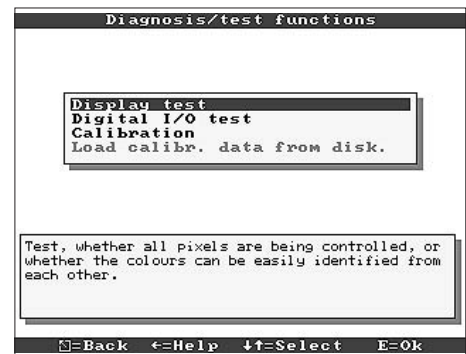 Diagnosis/test functions
Display test
Digital I/O test
Calibration
Load calibr. data from disk.
Test, whether all pixels are being controlled, or
whether the colours can be easily identified from
each other.
=Back ←=Help ↓↑=Select E=Ok